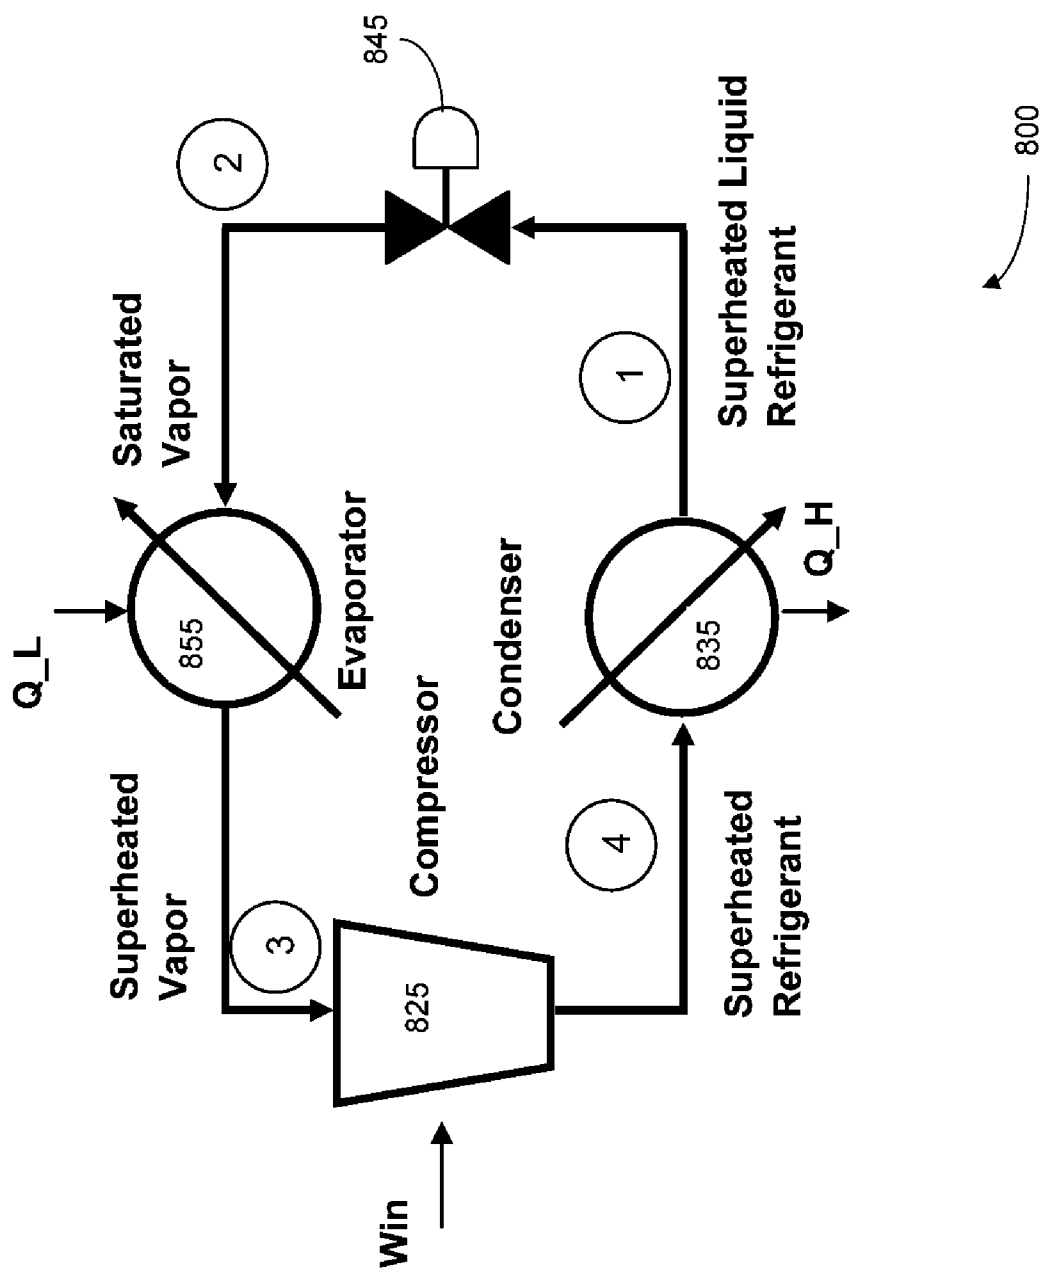 Q_L
855
Evaporator
Saturated
Vapor
2
845
Superheated
Vapor
3
Compressor
825
Win
Condenser
835
Q_H
1
Superheated Liquid
Refrigerant
4
Superheated
Refrigerant
800